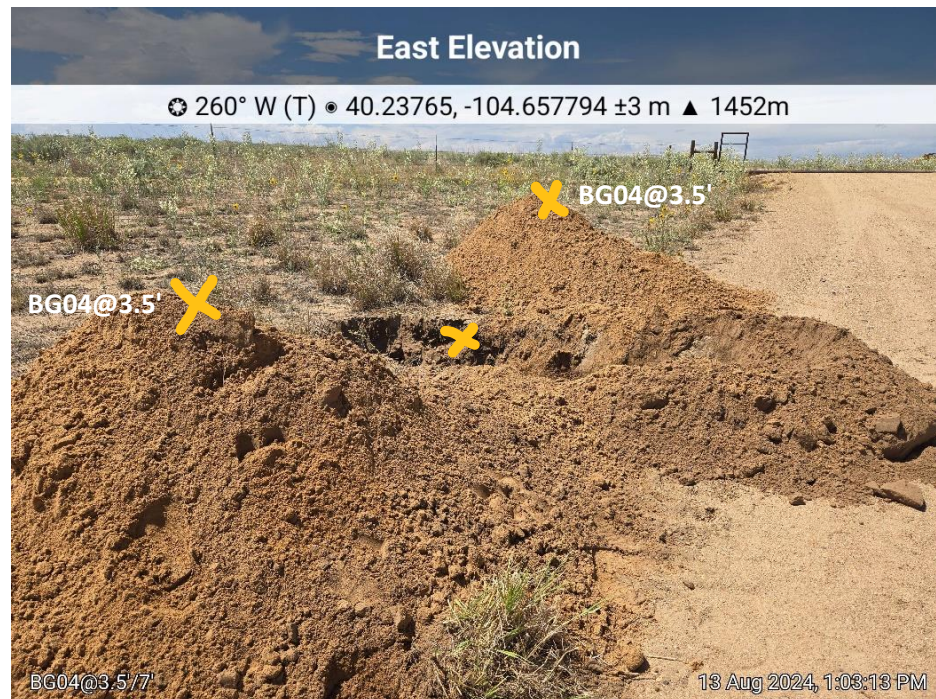 East Elevation
260° W (T) ◉ 40.23765, -104.657794 ±3 m ▲ 1452m
BG04@3.5'
BG04@3.5'
BG04@3.5'/7'
13 Aug 2024, 1:03:13 PM